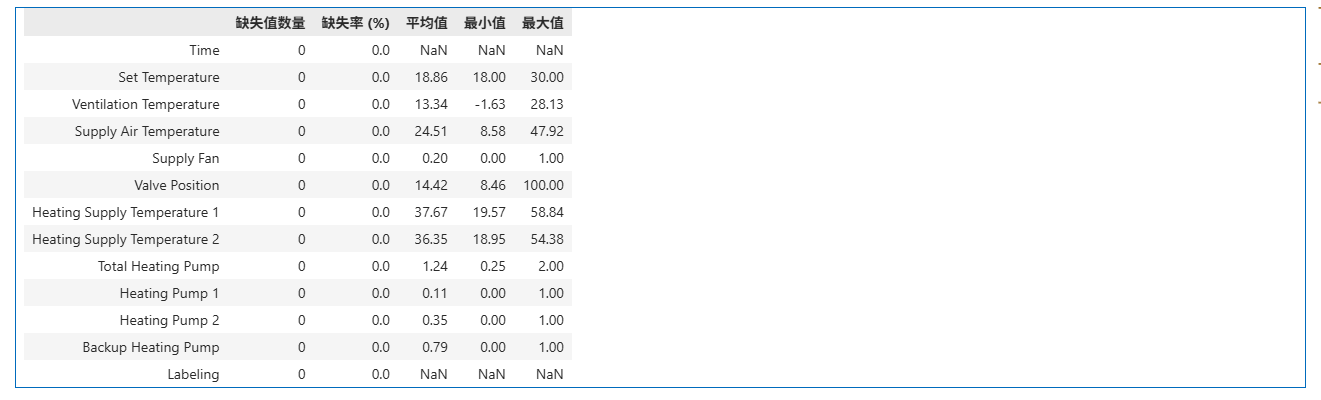 缺失值数量 缺失率 (%) 平均值 最小值 最大值
Time 0 0.0 NaN NaN NaN
Set Temperature 0 0.0 18.86 18.00 30.00
Ventilation Temperature 0 0.0 13.34 -1.63 28.13
Supply Air Temperature 0 0.0 24.51 8.58 47.92
Supply Fan 0 0.0 0.20 0.00 1.00
Valve Position 0 0.0 14.42 8.46 100.00
Heating Supply Temperature 1 0 0.0 37.67 19.57 58.84
Heating Supply Temperature 2 0 0.0 36.35 18.95 54.38
Total Heating Pump 0 0.0 1.24 0.25 2.00
Heating Pump 1 0 0.0 0.11 0.00 1.00
Heating Pump 2 0 0.0 0.35 0.00 1.00
Backup Heating Pump 0 0.0 0.79 0.00 1.00
Labeling 0 0.0 NaN NaN NaN